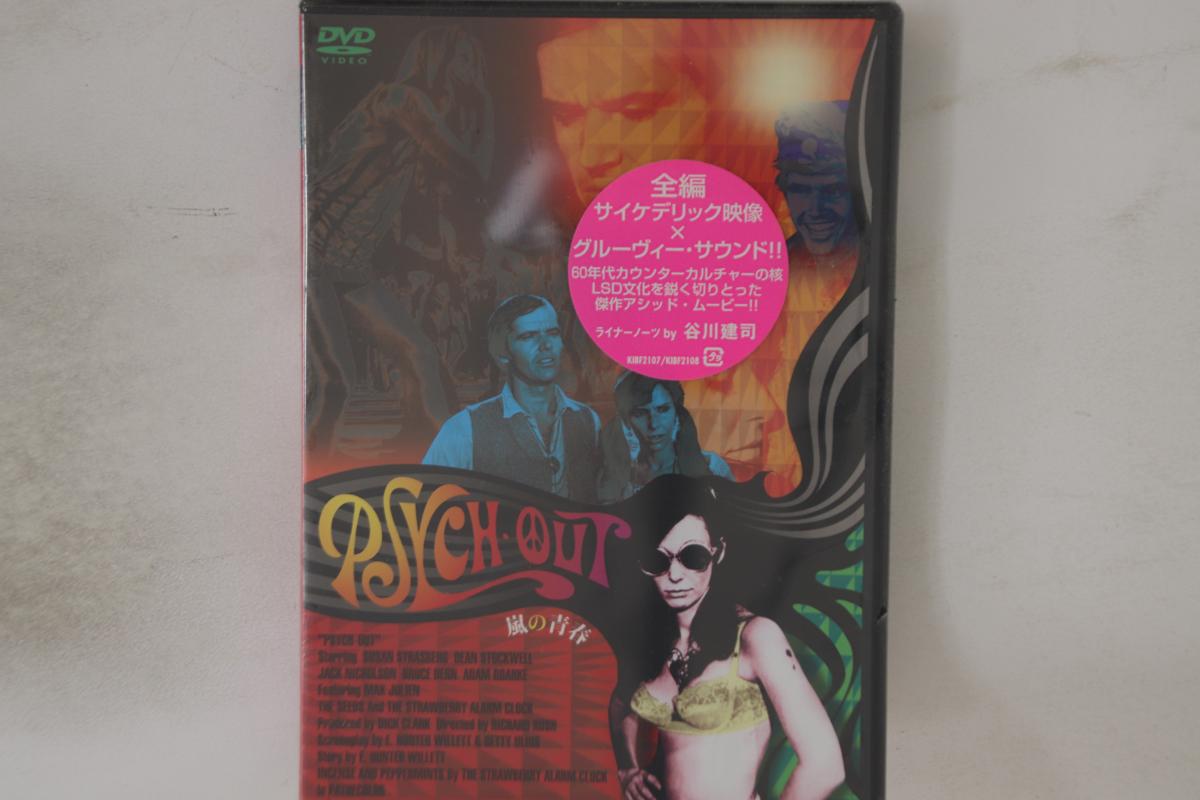 DVD
VIDEO
全編
サイケデリック映像
×
グルーヴィー・サウンド!!
60年代カウンターカルチャーの核
LSD文化を鋭く切りとった
傑作アシッド・ムービー!!
ライナーノーツ by 谷川建司
KIBF2107/KIBF2108
PSYCH-OUT
嵐の青春
"PSYCH-OUT"
Starring SUSAN STRASBERG DEAN STOCKWELL
JACK NICHOLSON BRUCE DERN ADAM ROARKE
Featuring MAX JULIEN
THE SEEDS And THE STRAWBERRY ALARM CLOCK
Produced by DICK CLARK Directed by RICHARD RUSH
Screenplay by E. HUNTER WILLETT & BETTY ULIUS
Story by E. HUNTER WILLETT
INCENSE AND PEPPERMINTS by THE STRAWBERRY ALARM CLOCK
In PATHECOLOR